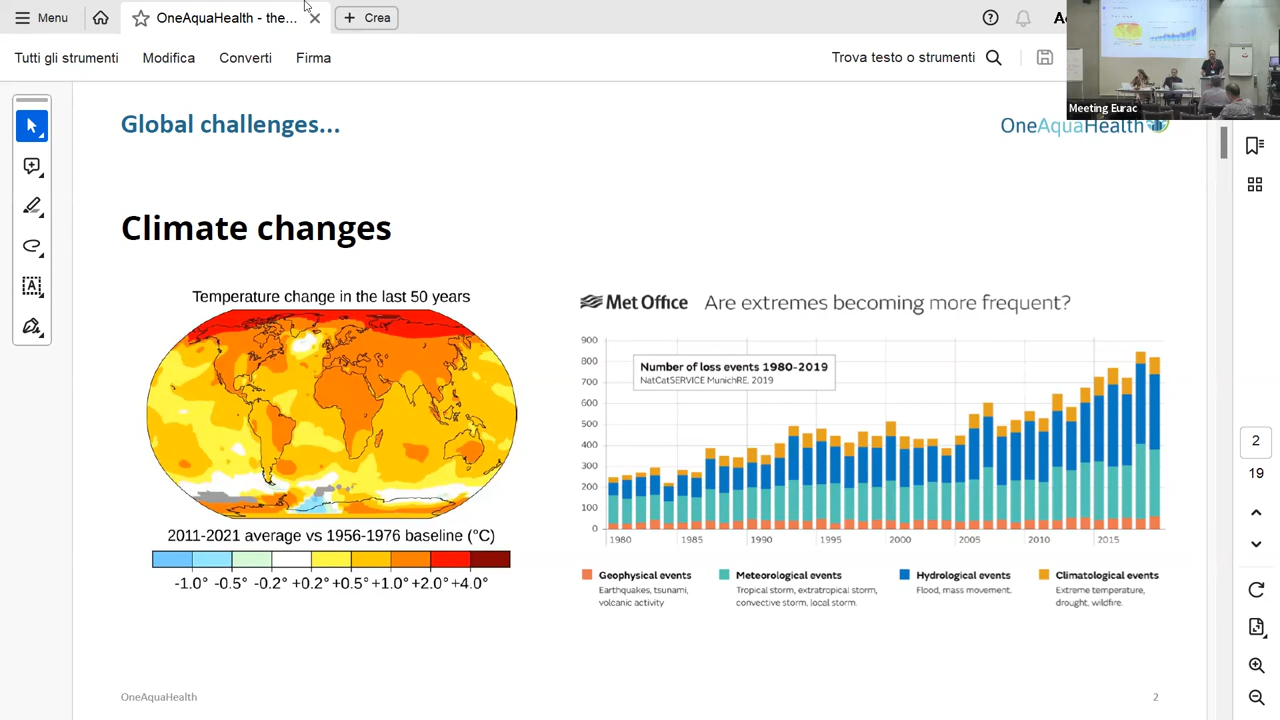 Menu
OneAquaHealth - the...
Crea
Tutti gli strumenti
Modifica
Converti
Firma
Trova testo o strumenti
Meeting Eurac
Global challenges...
OneAquaHealth
Climate changes
Temperature change in the last 50 years
2011-2021 average vs 1956-1976 baseline (°C)
-1.0° -0.5° -0.2° +0.2° +0.5° +1.0° +2.0° +4.0°
Met Office Are extremes becoming more frequent?
Number of loss events 1980-2019
NatCatSERVICE MunichRE, 2019
900
800
700
600
500
400
300
200
100
0
1980 1985 1990 1995 2000 2005 2010 2015
Geophysical events
Earthquakes, tsunami,
volcanic activity
Meteorological events
Tropical storm, extratropical storm,
convective storm, local storm.
Hydrological events
Flood, mass movement.
Climatological events
Extreme temperature,
drought, wildfire.
2
19
OneAquaHealth
2